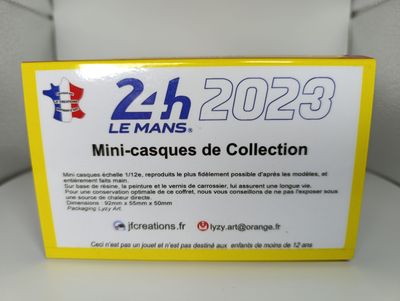 24h 2023
LE MANS®
Mini-casques de Collection
Mini casques échelle 1/12e, reproduits le plus fidèlement possible d'après les modèles, et
entièrement faits main.
Sur base de résine, la peinture et le vernis de carrossier, lui assurent une longue vie.
Pour une conservation optimale de ce coffret, nous vous conseillons de ne pas l'exposer sous
une source de chaleur directe.
Dimensions : 92mm x 55mm x 50mm
Packaging Lyzy Art.
jfcreations.fr lyzy.art@orange.fr
Ceci n'est pas un jouet et n'est pas destiné aux enfants de moins de 12 ans